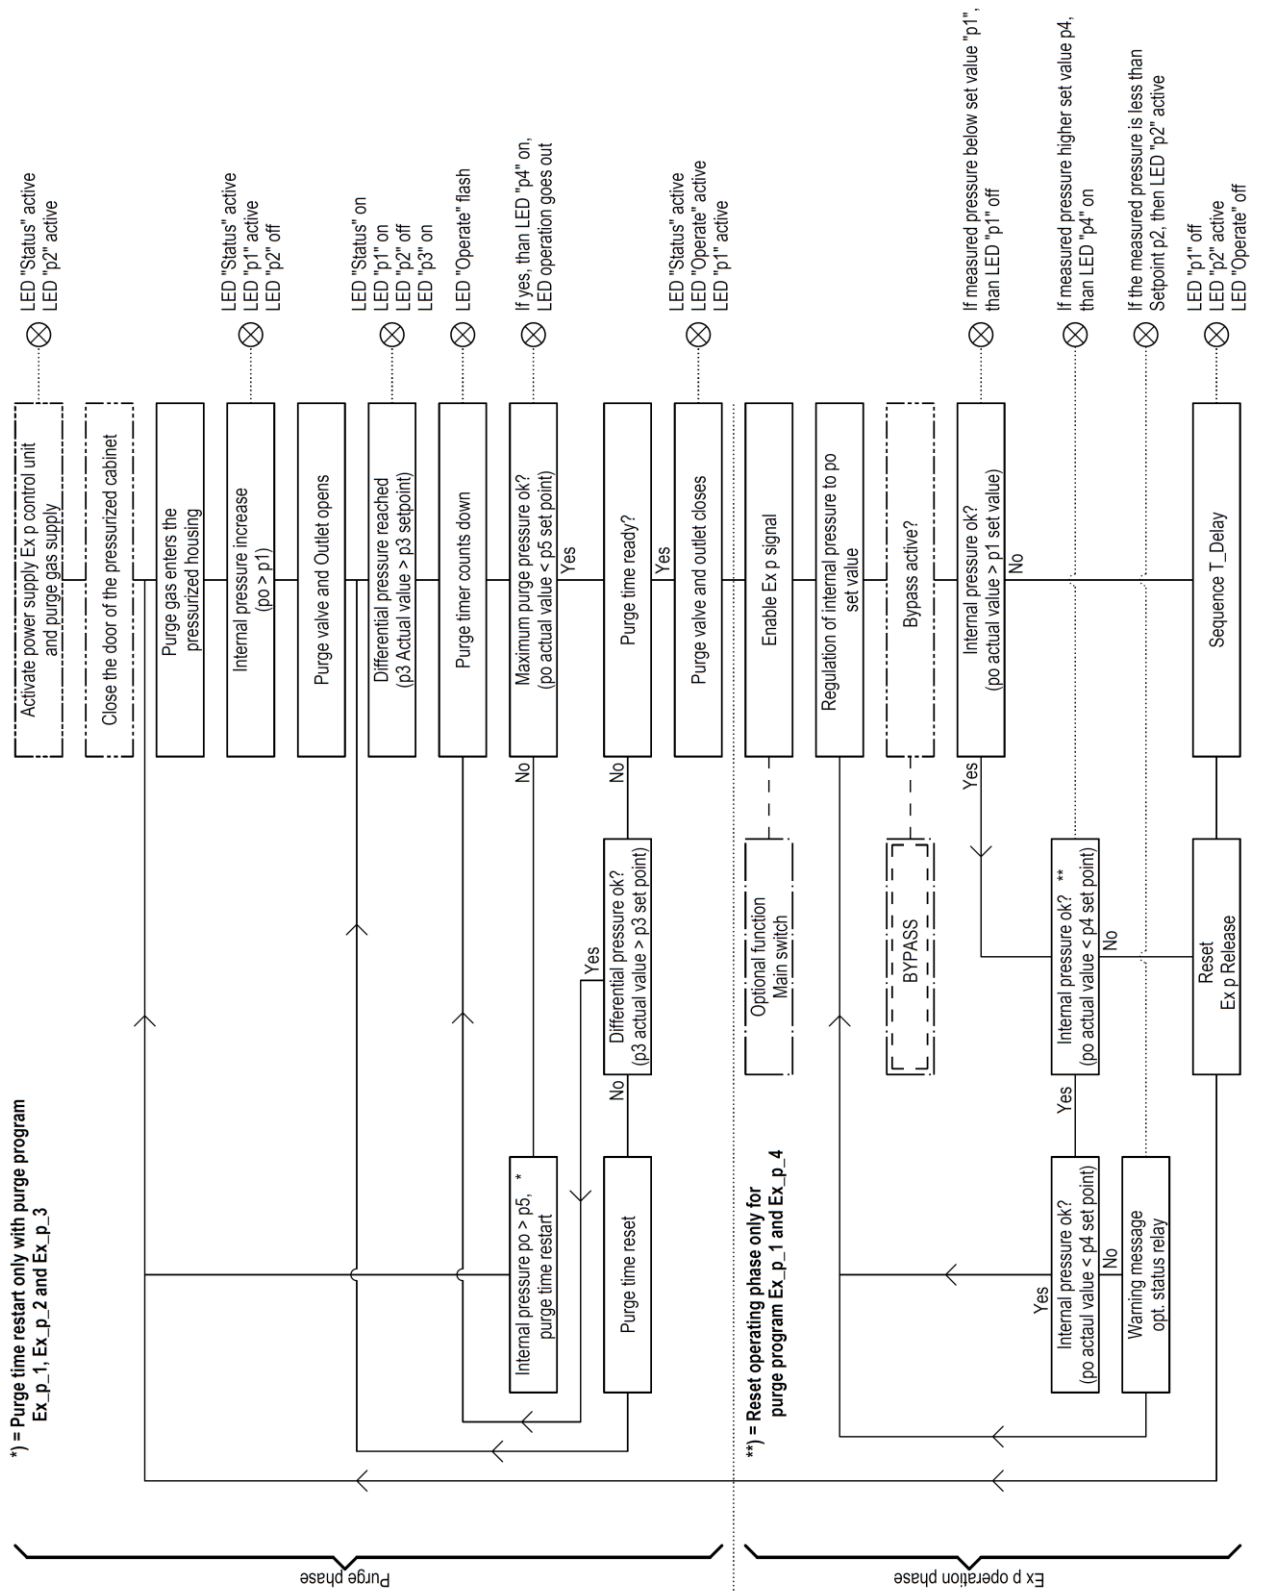 *) = Purge time restart only with purge program
Ex_p_1, Ex_p_2 and Ex_p_3
Purge phase
Activate power supply Ex p control unit
and purge gas supply
LED "Status" active
LED "p2" active
Close the door of the pressurized cabinet
Purge gas enters the
pressurized housing
Internal pressure increase
(po > p1)
LED "Status" active
LED "p1" active
LED "p2" off
Purge valve and Outlet opens
Differential pressure reached
(p3 Actual value > p3 setpoint)
LED "Status" on
LED "p1" on
LED "p2" off
LED "p3" on
Purge timer counts down
LED "Operate" flash
Internal pressure po > p5, *
purge time restart
No
Maximum purge pressure ok?
(po actual value < p5 set point)
Yes
If yes, than LED "p4" on,
LED operation goes out
Purge time reset
No
Yes
Differential pressure ok?
(p3 actual value > p3 set point)
No
Purge time ready?
Yes
Purge valve and outlet closes
LED "Status" active
LED "Operate" active
LED "p1" active
**) = Reset operating phase only for
purge program Ex_p_1 and Ex_p_4
Ex p operation phase
Optional function
Main switch
Enable Ex p signal
Regulation of internal pressure to po
set value
BYPASS
Bypass active?
Yes
Internal pressure ok?
(po actual value > p1 set value)
No
If measured pressure below set value "p1",
than LED "p1" off
Yes
Internal pressure ok?
(po actaul value < p4 set point)
No
Yes
Internal pressure ok? **
(po actual value < p4 set point)
No
If measured pressure higher set value p4,
than LED "p4" on
Warning message
opt. status relay
If the measured pressure is less than
Setpoint p2, then LED "p2" active
Reset
Ex p Release
Sequence T_Delay
LED "p1" off
LED "p2" active
LED "Operate" off